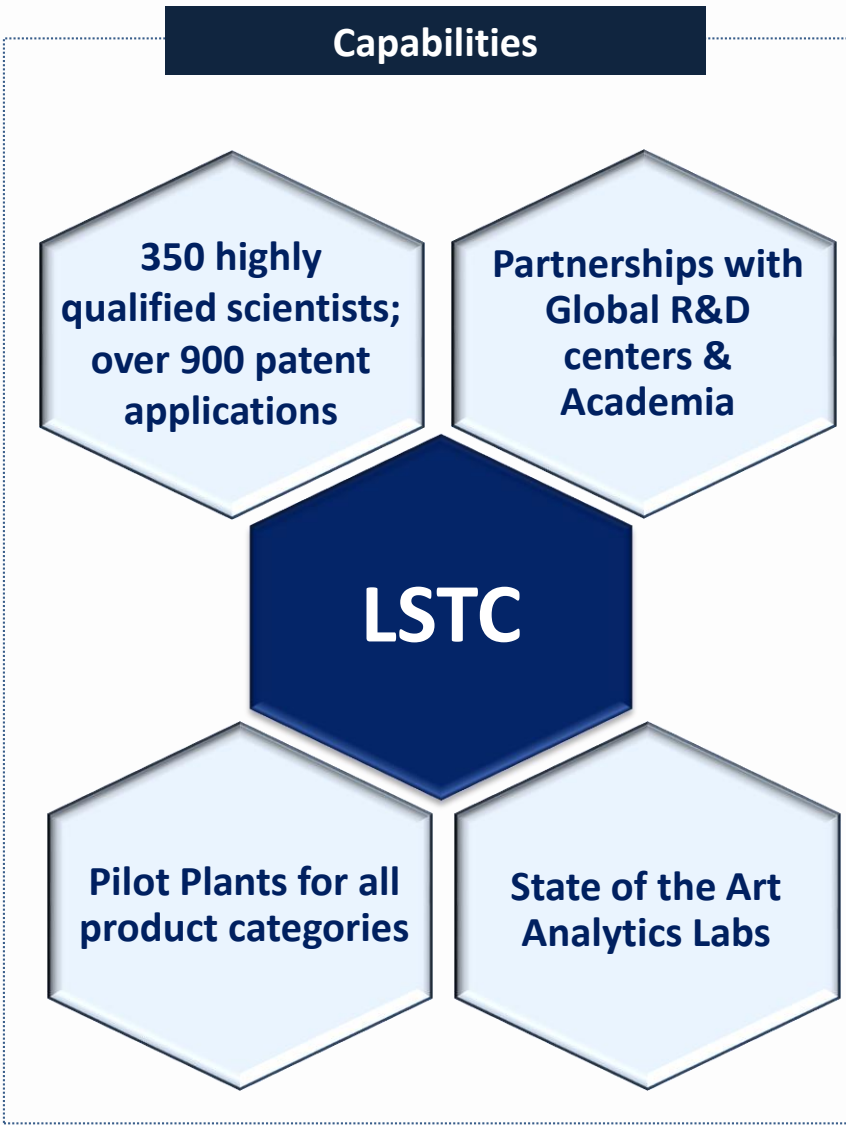 Capabilities
350 highly
qualified scientists;
over 900 patent
applications
Partnerships with
Global R&D
centers &
Academia
LSTC
Pilot Plants for all
product categories
State of the Art
Analytics Labs